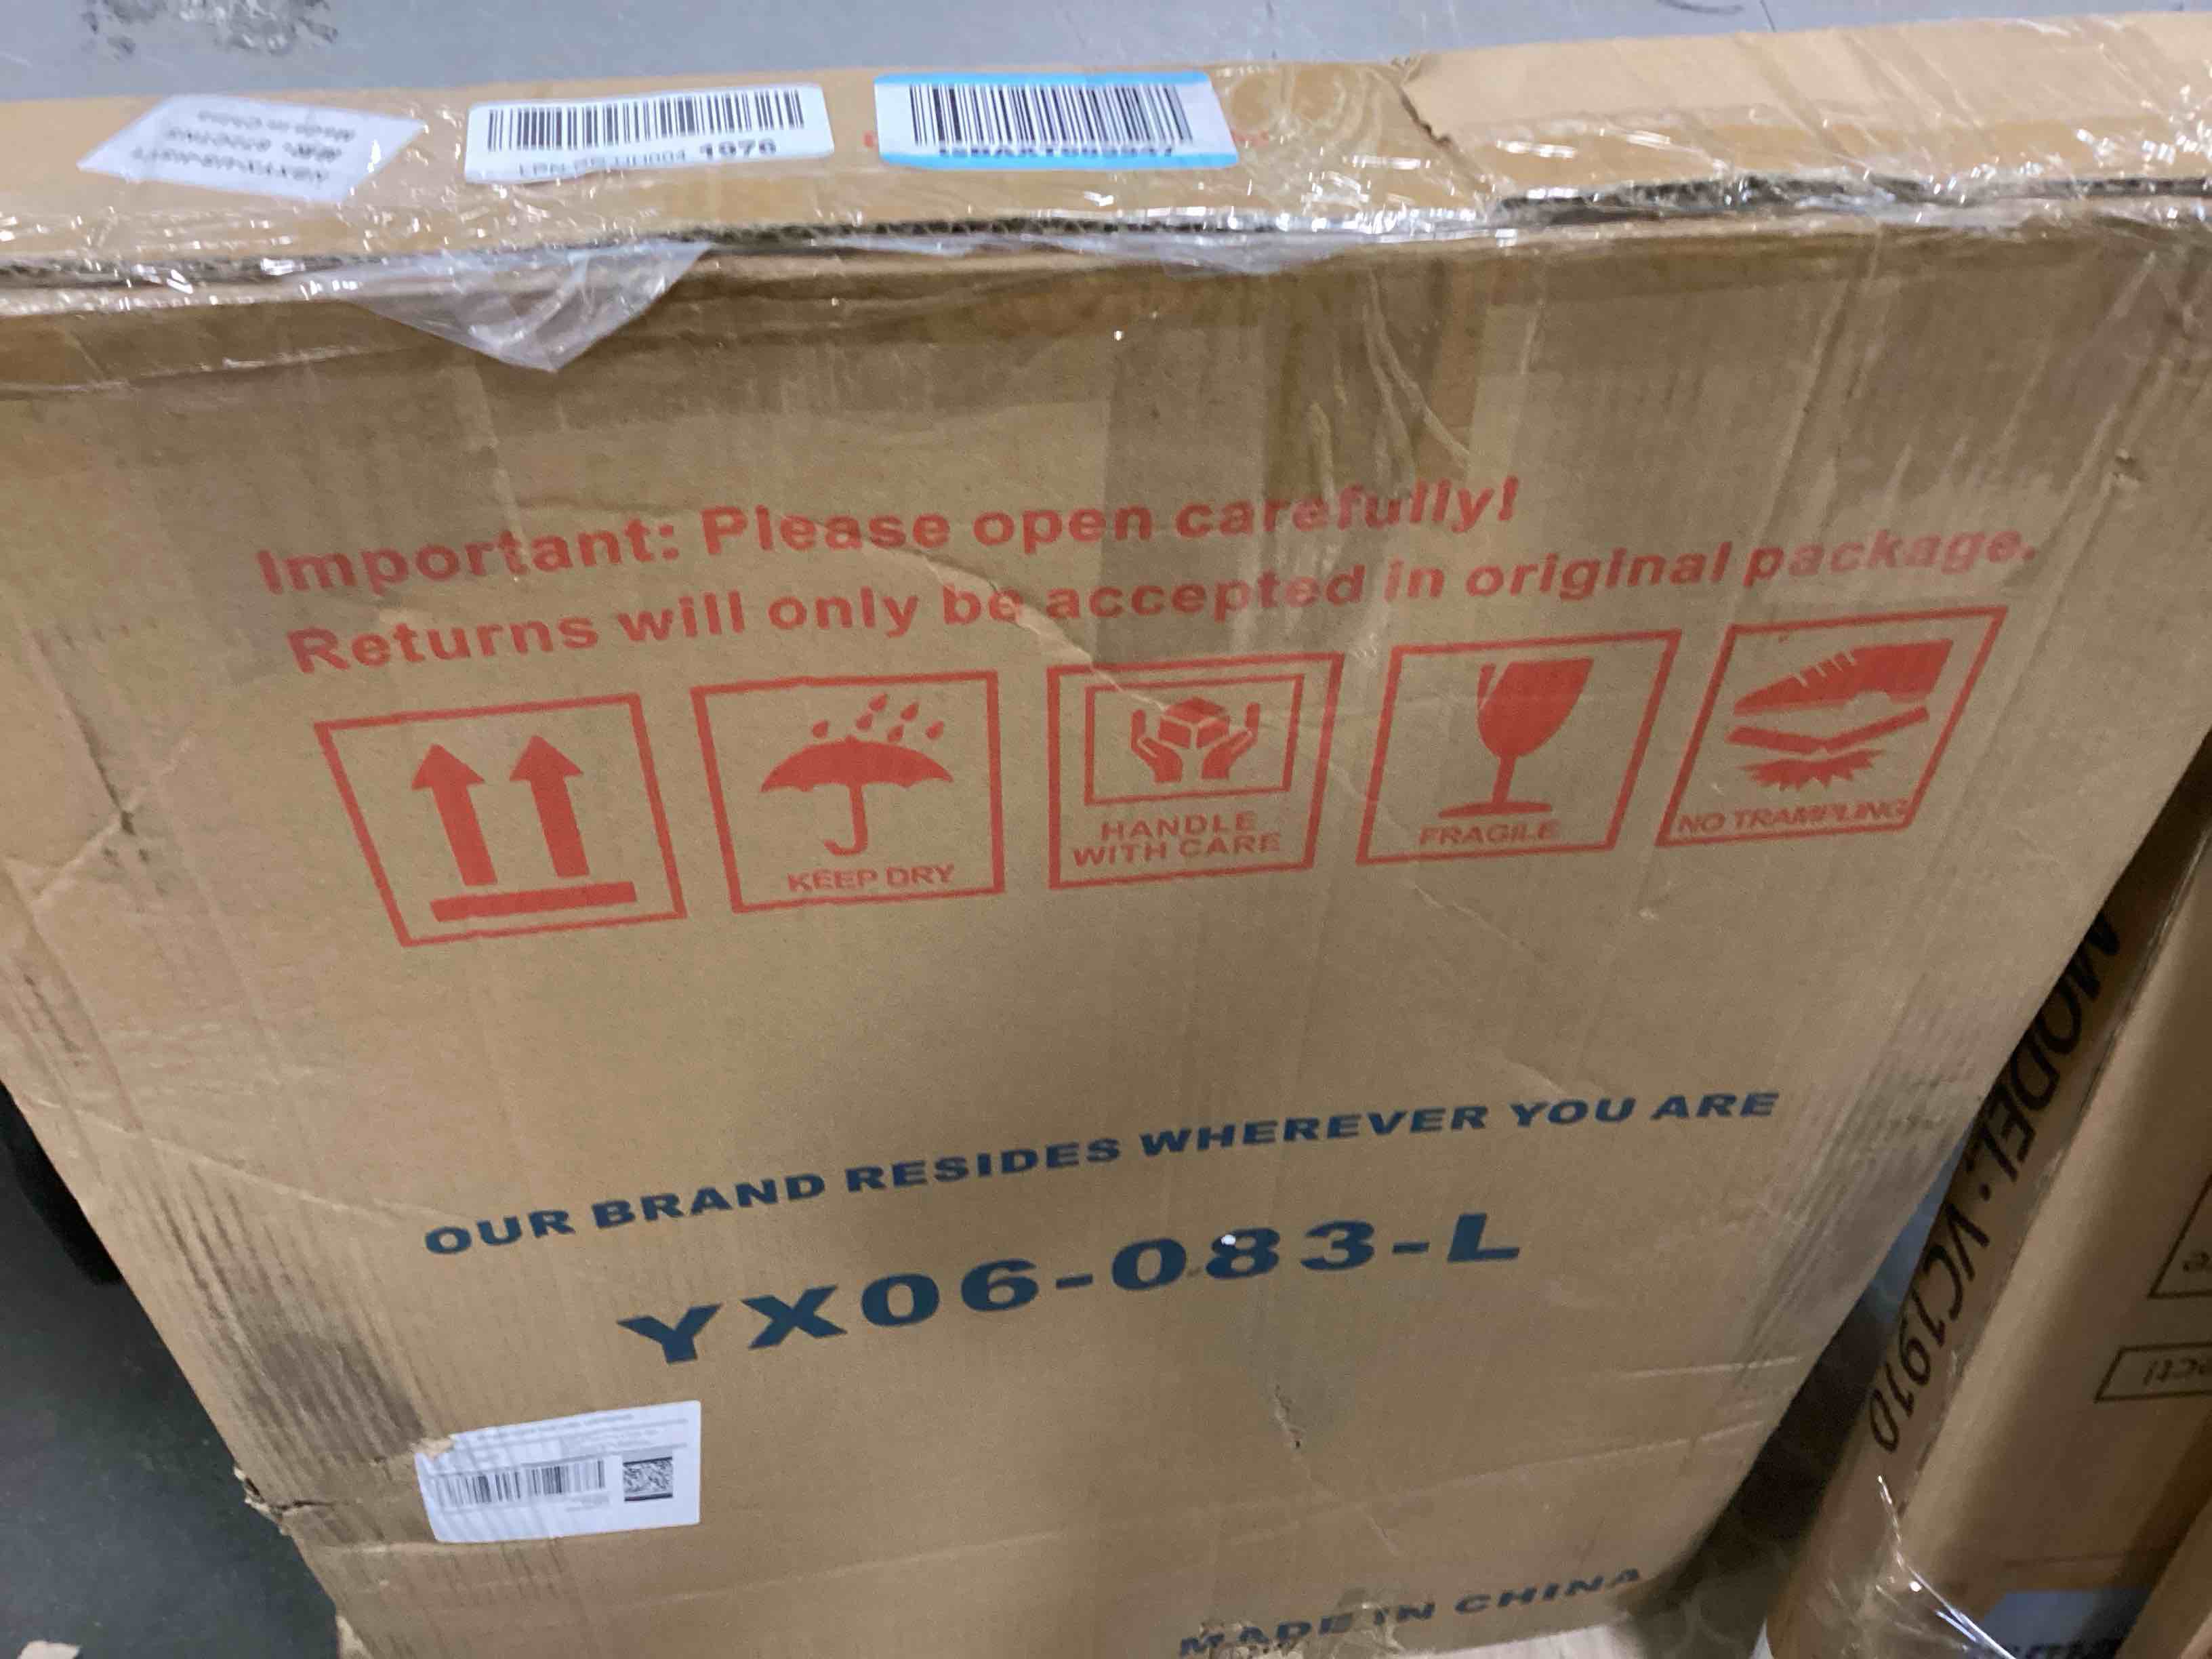 1976
Important: Please open carefully!
Returns will only be accepted in original package.
KEEP DRY
HANDLE
WITH CARE
FRAGILE
NO TRAMPLING
OUR BRAND RESIDES WHEREVER YOU ARE
YX06-083-L
MADE IN CHINA
MODEL: VC1910